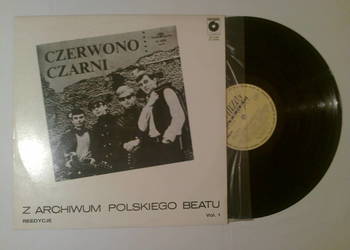 CZERWONO
CZARNI
Z ARCHIWUM POLSKIEGO BEATU
REEDYCJE
Vol. 1